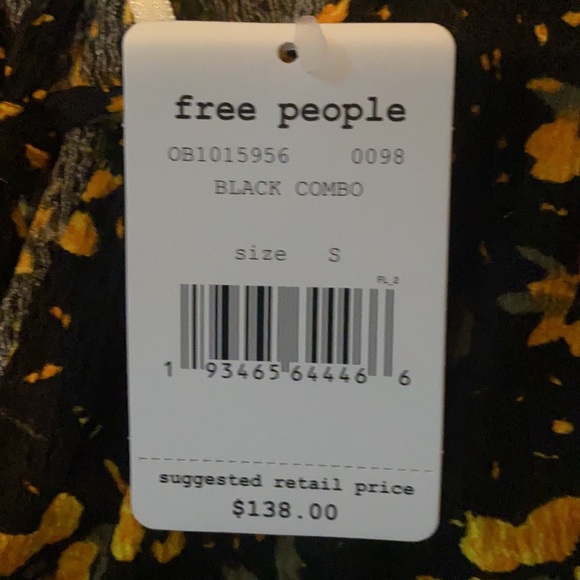 free people
OB1015956 0098
BLACK COMBO
size S
FL_2
1 93465 64446 6
suggested retail price
$138.00